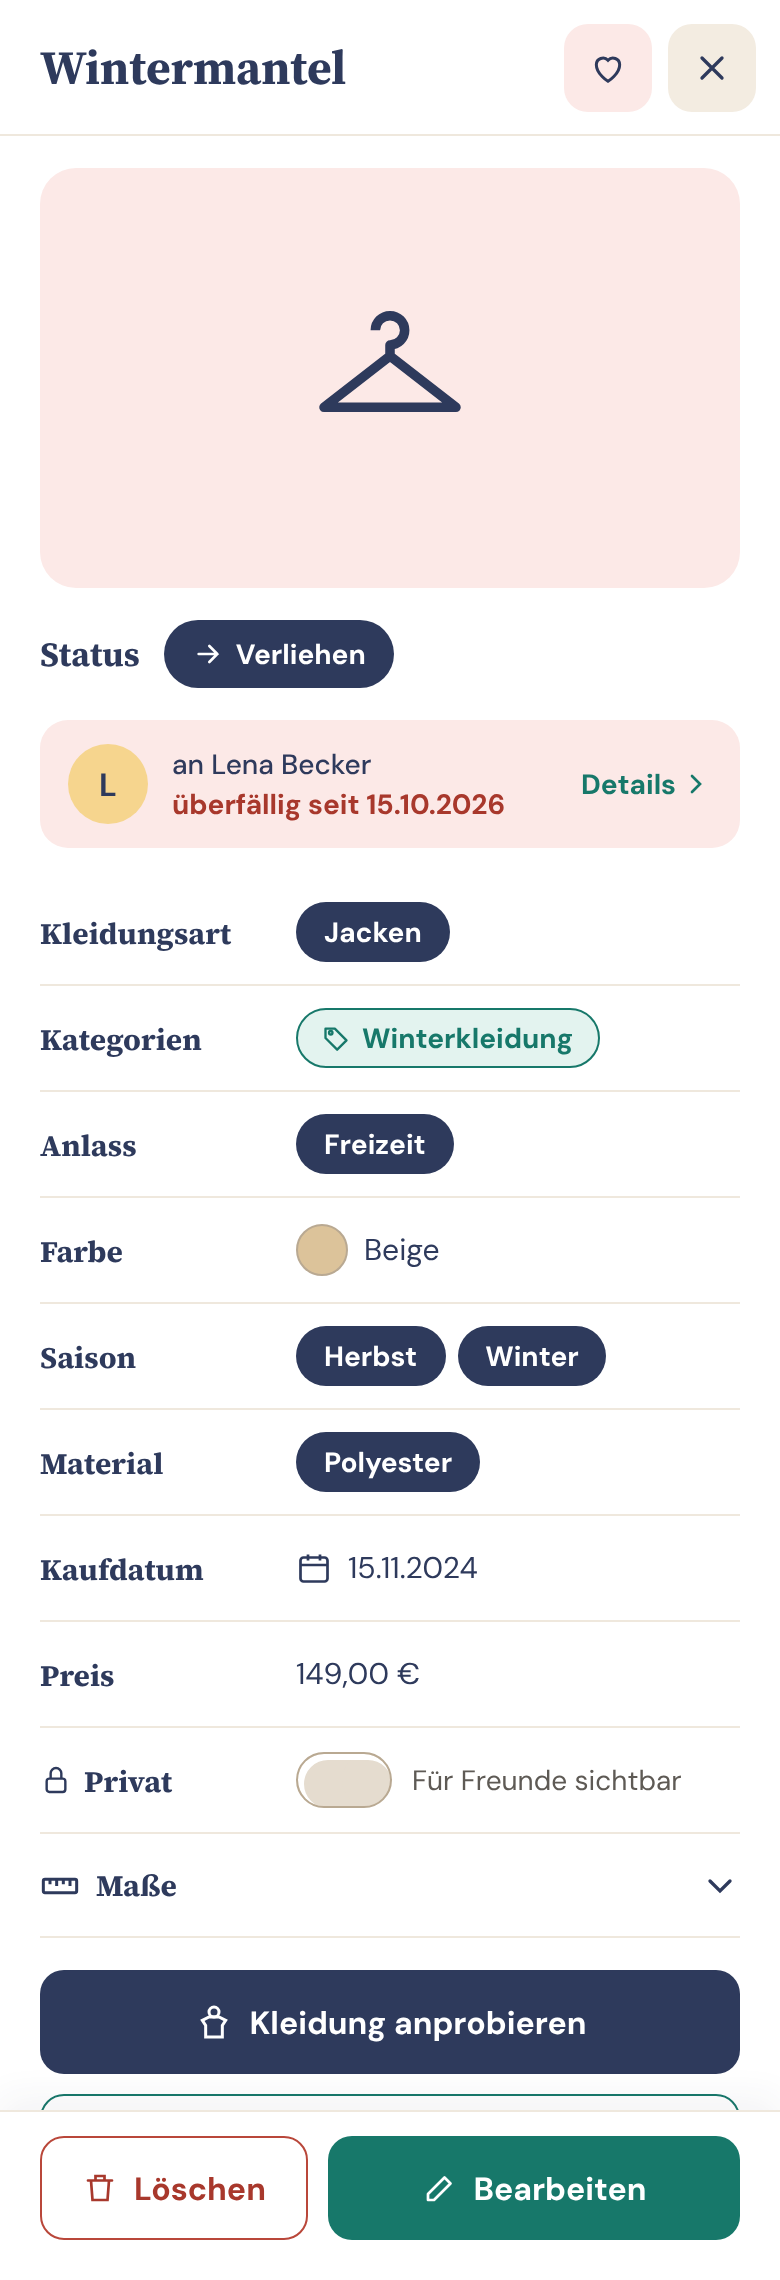 Wintermantel
Status
Verliehen
L
an Lena Becker
überfällig seit 15.10.2026
Details
Kleidungsart
Jacken
Kategorien
Winterkleidung
Anlass
Freizeit
Farbe
Beige
Saison
Herbst
Winter
Material
Polyester
Kaufdatum
15.11.2024
Preis
149,00 €
Privat
Für Freunde sichtbar
Maße
Kleidung anprobieren
Löschen
Bearbeiten